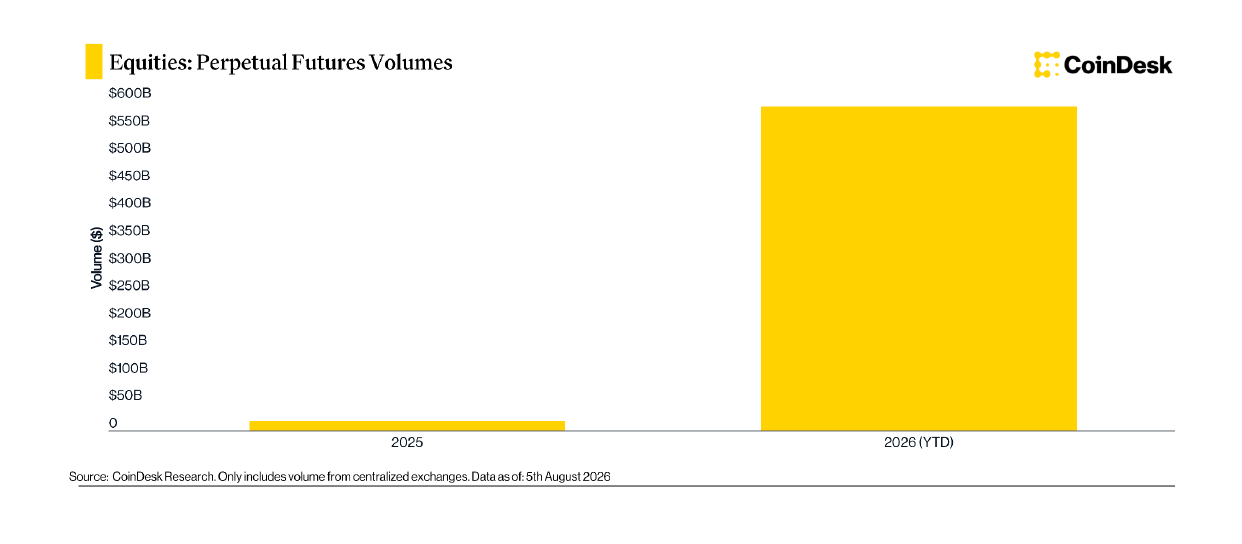 Equities: Perpetual Futures Volumes
CoinDesk
$600B
$550B
$500B
$450B
$400B
$350B
$300B
$250B
$200B
$150B
$100B
$50B
0
Volume ($)
2025
2026 (YTD)
Source: CoinDesk Research. Only includes volume from centralized exchanges. Data as of: 5th August 2026